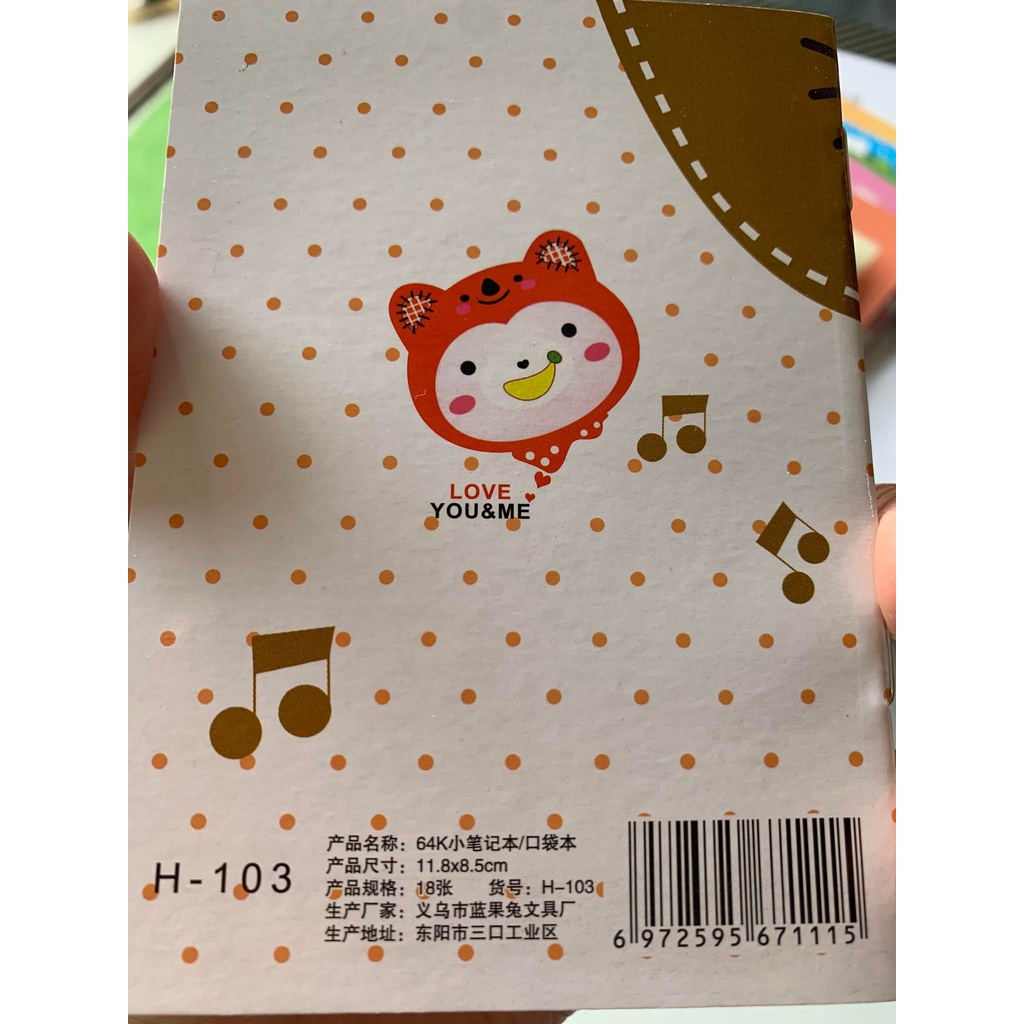 LOVE
YOU&ME
H-103
产品名称：64K小笔记本/口袋本
产品尺寸：11.8x8.5cm
产品规格：18张 货号：H-103
生产厂家：义乌市蓝果兔文具厂
生产地址：东阳市三口工业区
6 972595 671115